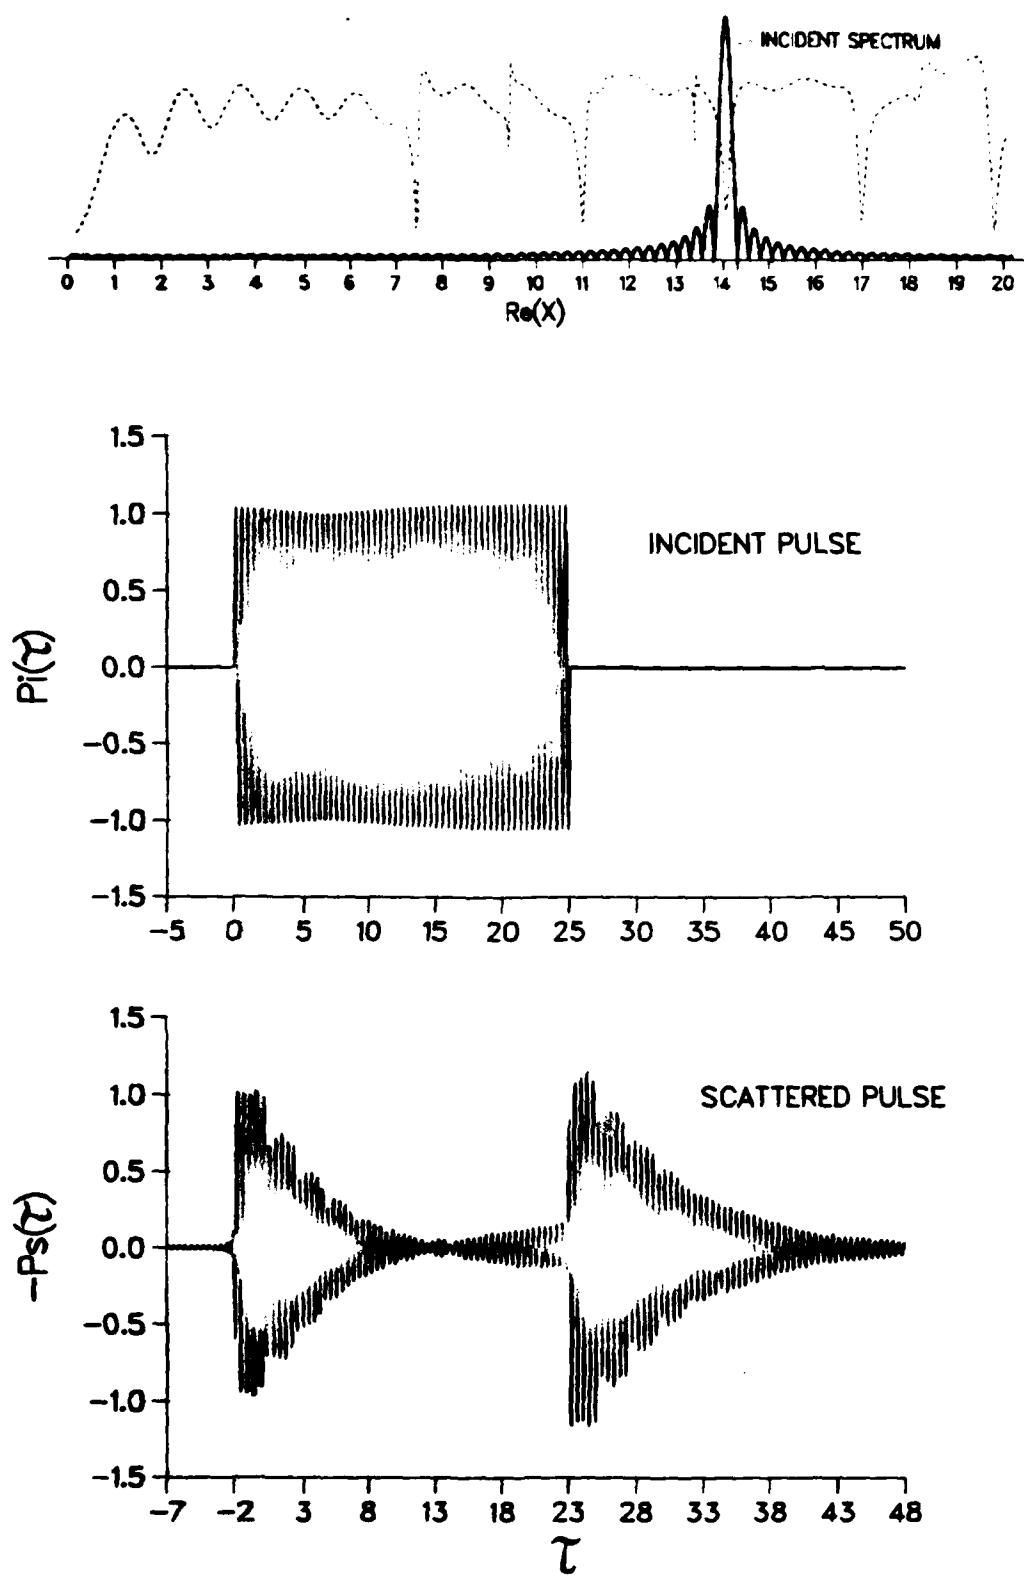 INCIDENT SPECTRUM
0 1 2 3 4 5 6 7 8 9 10 11 12 13 14 15 16 17 18 19 20
Re(X)
1.5
1.0
INCIDENT PULSE
0.5
Pi(τ)
0.0
−0.5
−1.0
−1.5
−5 0 5 10 15 20 25 30 35 40 45 50
1.5
1.0
SCATTERED PULSE
0.5
−Ps(τ)
0.0
−0.5
−1.0
−1.5
−7 −2 3 8 13 18 23 28 33 38 43 48
τ